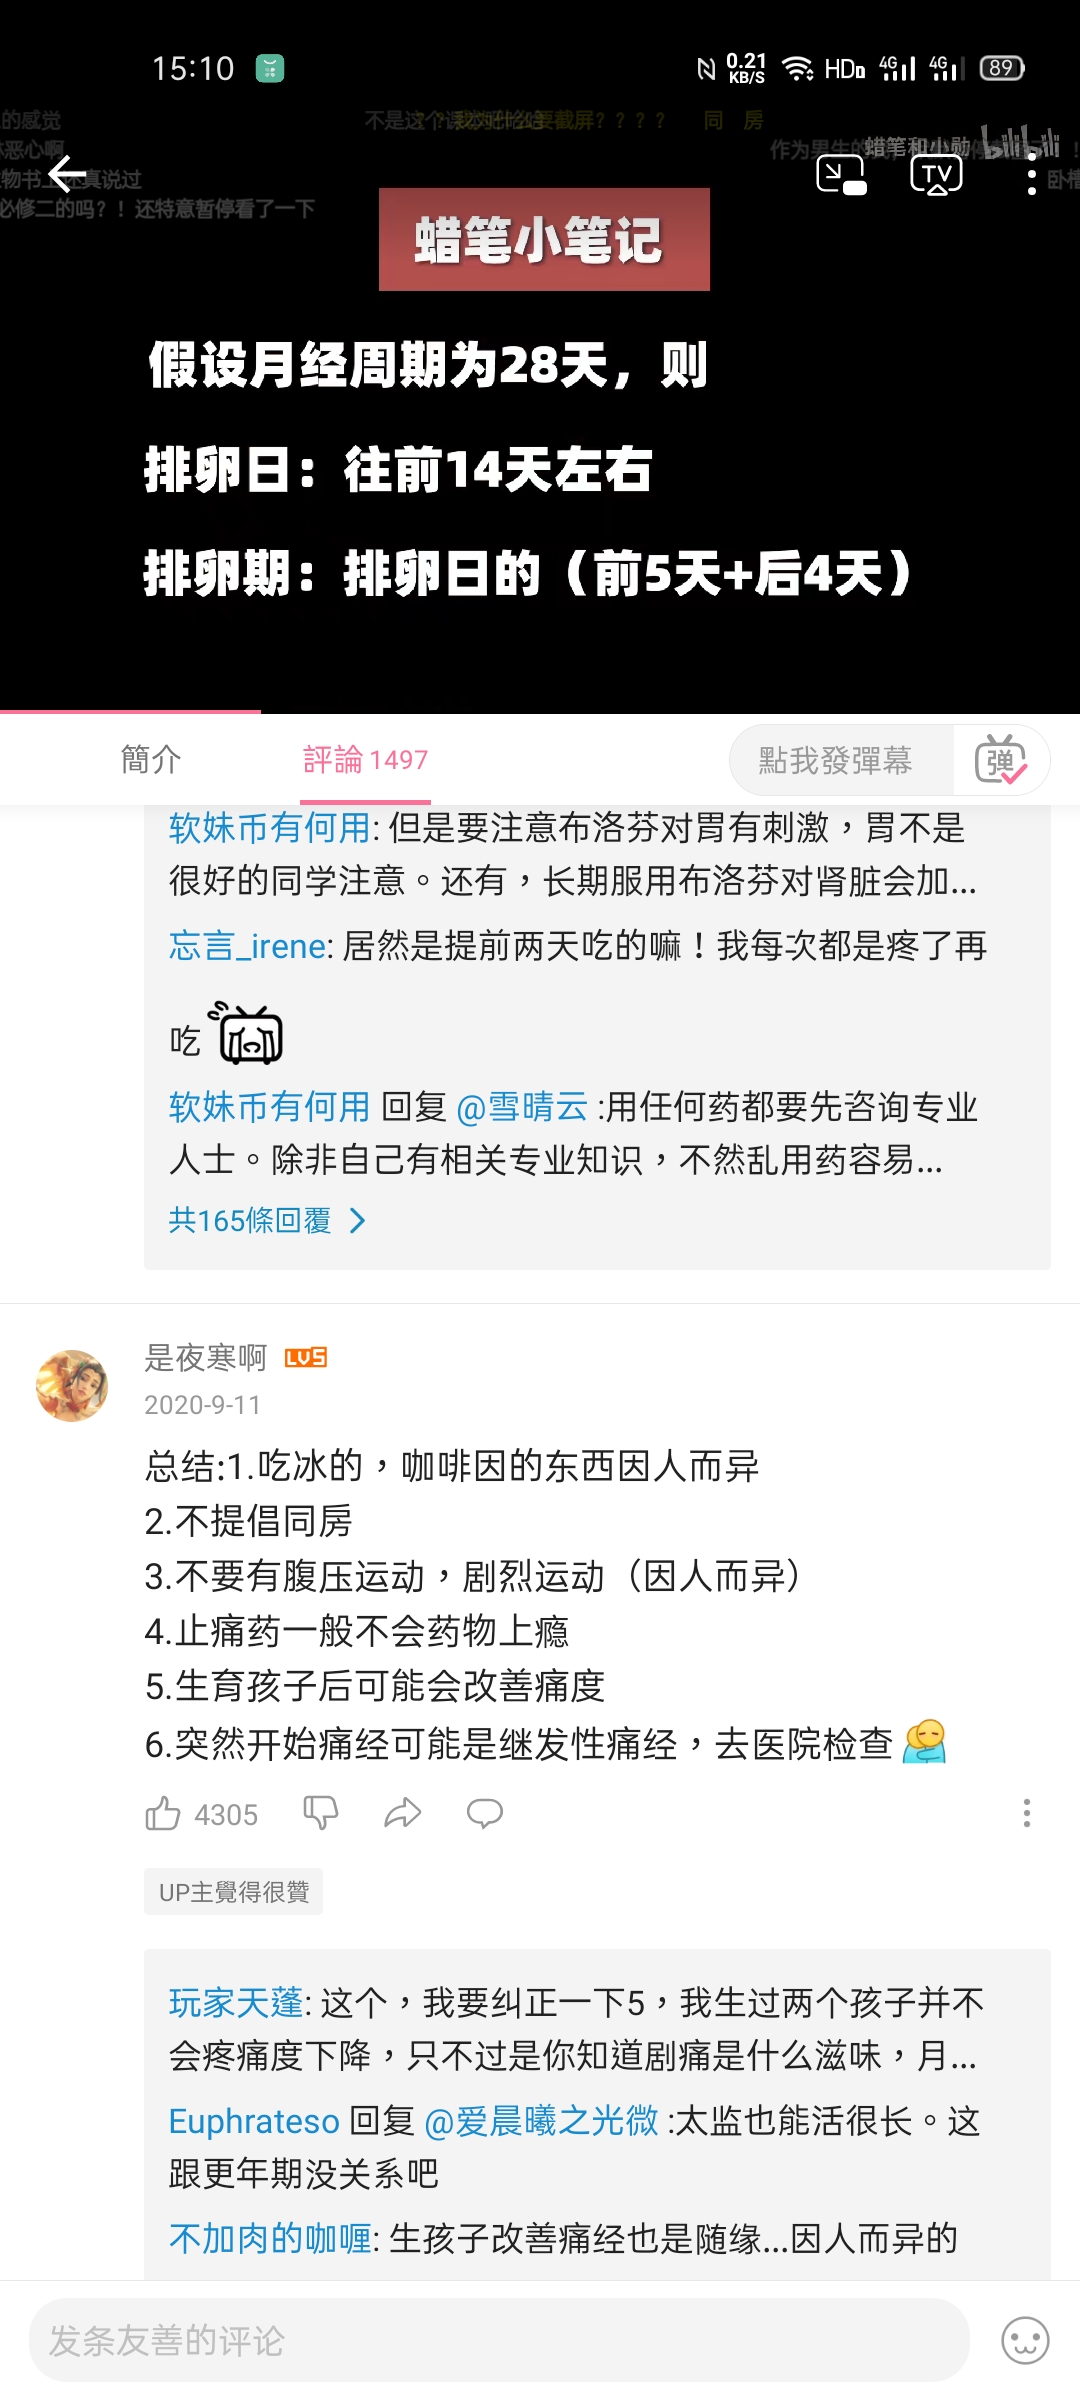 15:10
0.21 KB/S
HD
4G
4G
89
的感觉
不是这个
要截屏？？？？
同 房
恶心啊
作为男生的我
蜡笔和小勋
bilibili
物书上还真说过
TV
卧槽
必修二的吗？！还特意暂停看了一下
蜡笔小笔记
假设月经周期为28天，则
排卵日：往前14天左右
排卵期：排卵日的（前5天+后4天）
簡介
評論 1497
點我發彈幕
弹
软妹币有何用: 但是要注意布洛芬对胃有刺激，胃不是
很好的同学注意。还有，长期服用布洛芬对肾脏会加...
忘言_irene: 居然是提前两天吃的嘛！我每次都是疼了再
吃
软妹币有何用 回复 @雪晴云 :用任何药都要先咨询专业
人士。除非自己有相关专业知识，不然乱用药容易...
共165條回覆
是夜寒啊 LV5
2020-9-11
总结:1.吃冰的，咖啡因的东西因人而异
2.不提倡同房
3.不要有腹压运动，剧烈运动（因人而异）
4.止痛药一般不会药物上瘾
5.生育孩子后可能会改善痛度
6.突然开始痛经可能是继发性痛经，去医院检查
4305
UP主覺得很贊
玩家天蓬: 这个，我要纠正一下5，我生过两个孩子并不
会疼痛度下降，只不过是你知道剧痛是什么滋味，月...
Euphrateso 回复 @爱晨曦之光微 :太监也能活很长。这
跟更年期没关系吧
不加肉的咖喱: 生孩子改善痛经也是随缘...因人而异的
发条友善的评论